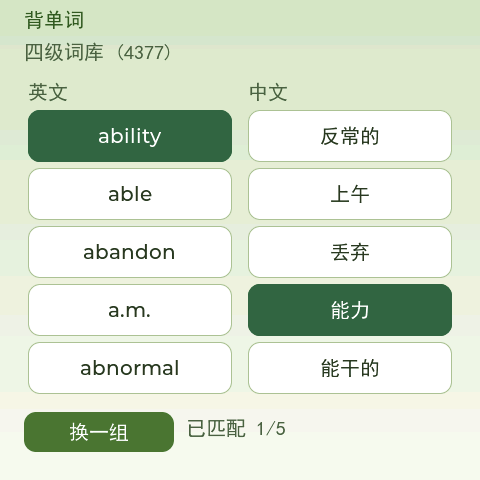 背单词
四级词库（4377）
英文 中文
ability 反常的
able 上午
abandon 丢弃
a.m. 能力
abnormal 能干的
换一组 已匹配 1/5